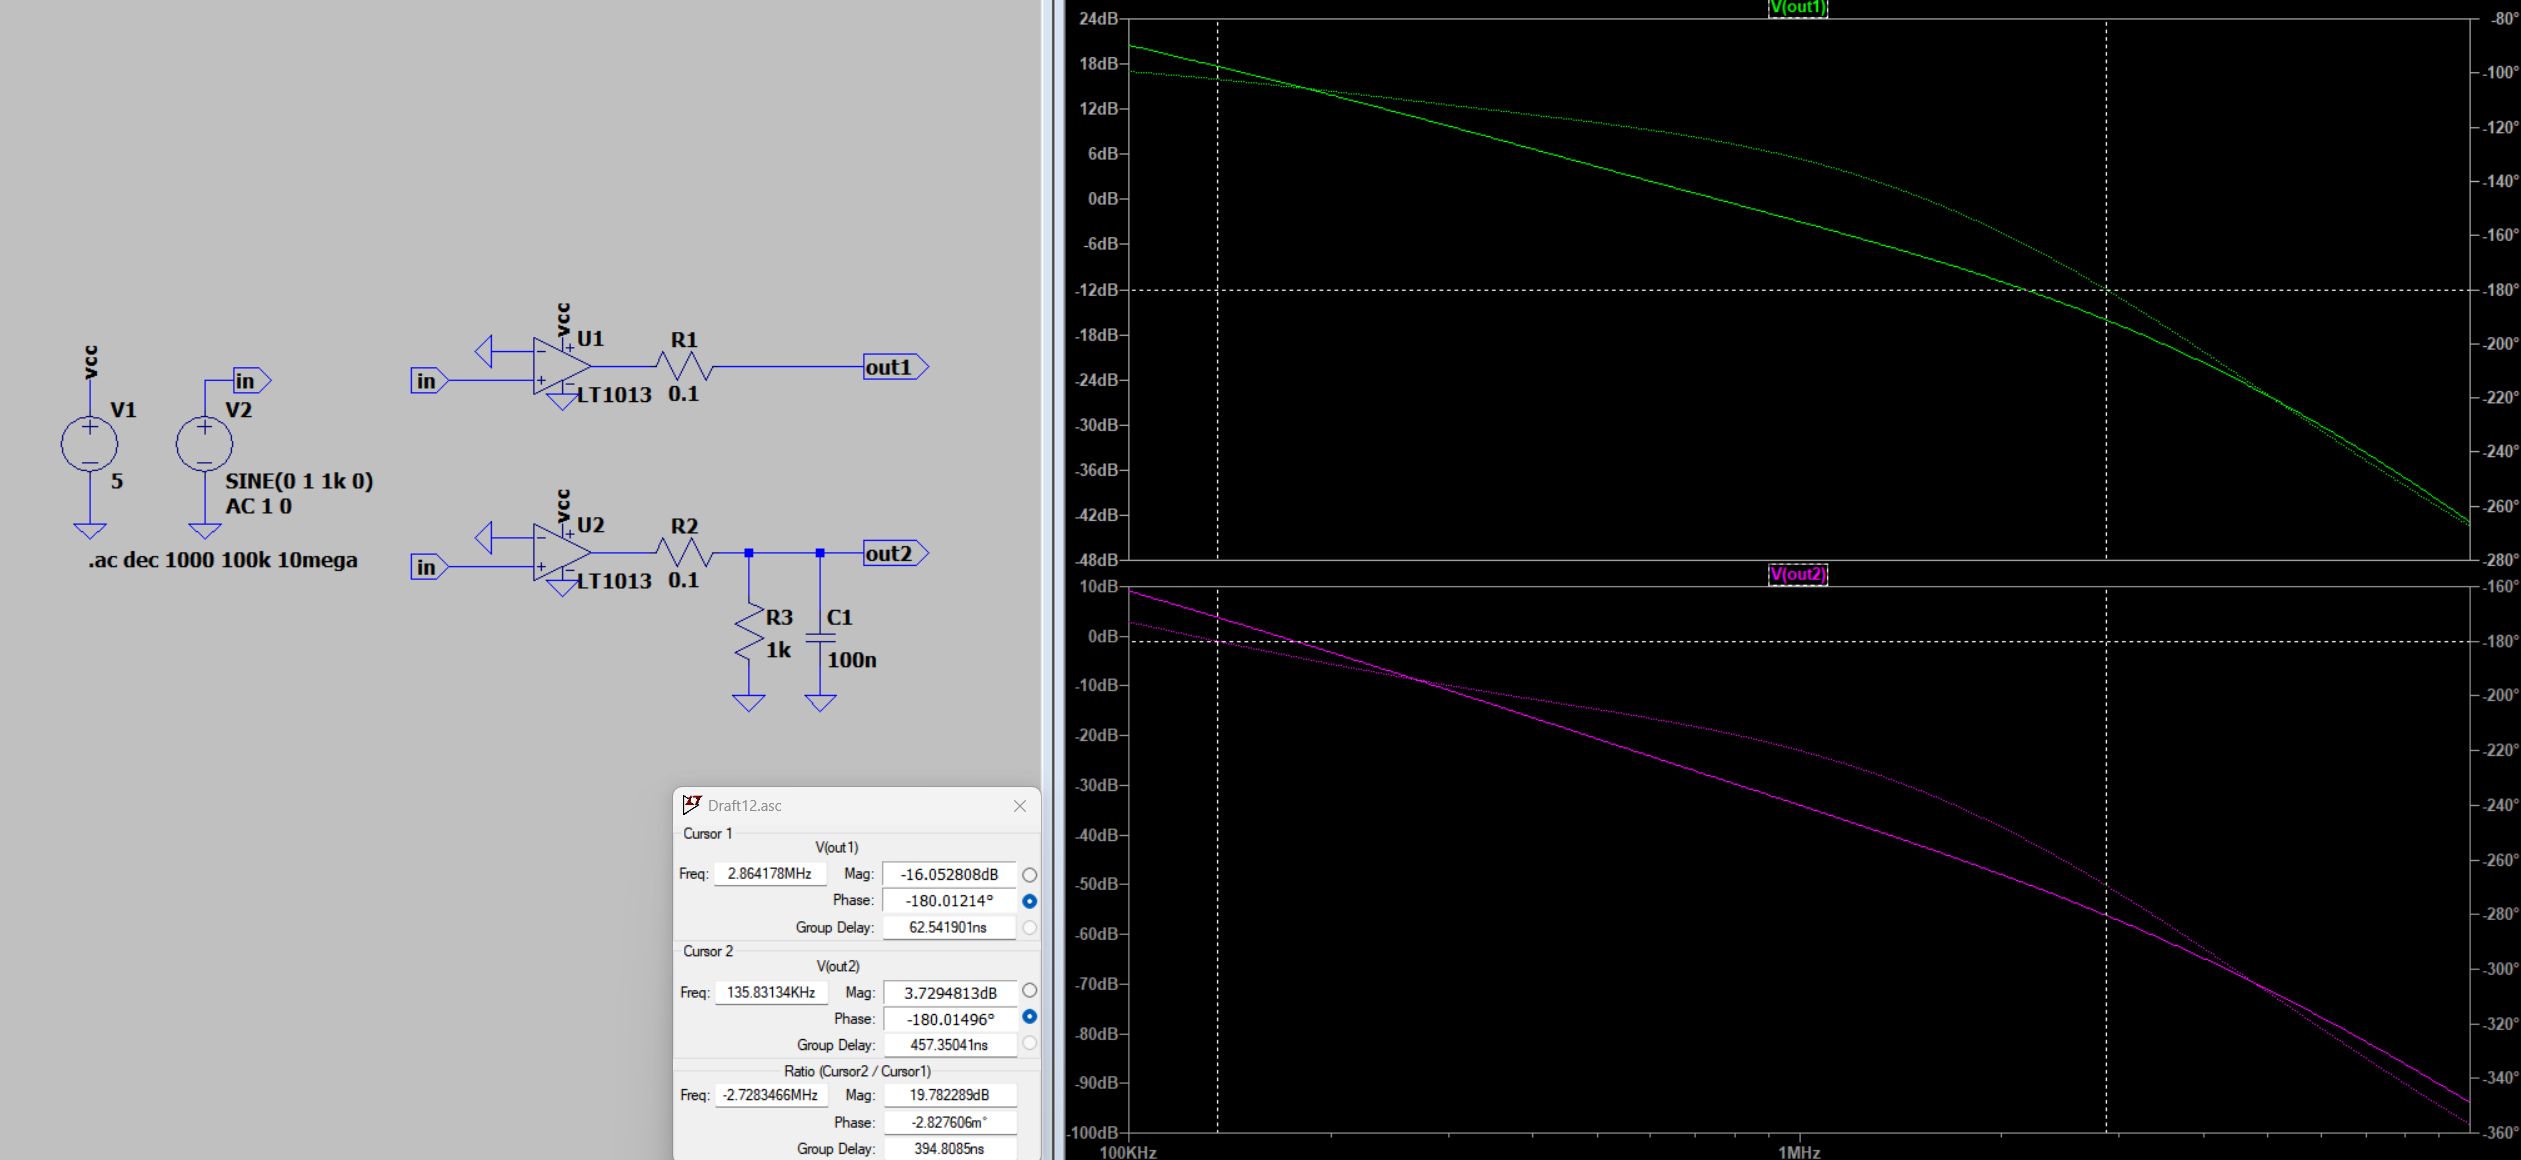 vcc
V1
5
in
V2
SINE(0 1 1k 0)
AC 1 0
.ac dec 1000 100k 10mega
vcc
U1
R1
in
LT1013
0.1
out1
vcc
U2
R2
in
LT1013
0.1
out2
R3
1k
C1
100n
Draft12.asc
Cursor 1
V(out1)
Freq: 2.864178MHz Mag: -16.052808dB
Phase: -180.01214°
Group Delay: 62.541901ns
Cursor 2
V(out2)
Freq: 135.83134KHz Mag: 3.7294813dB
Phase: -180.01496°
Group Delay: 457.35041ns
Ratio (Cursor2 / Cursor1)
Freq: -2.7283466MHz Mag: 19.782289dB
Phase: -2.827606m°
Group Delay: 394.8085ns
V(out1)
24dB
18dB
12dB
6dB
0dB
-6dB
-12dB
-18dB
-24dB
-30dB
-36dB
-42dB
-48dB
-80°
-100°
-120°
-140°
-160°
-180°
-200°
-220°
-240°
-260°
-280°
V(out2)
10dB
0dB
-10dB
-20dB
-30dB
-40dB
-50dB
-60dB
-70dB
-80dB
-90dB
-100dB
-160°
-180°
-200°
-220°
-240°
-260°
-280°
-300°
-320°
-340°
-360°
100KHz
1MHz